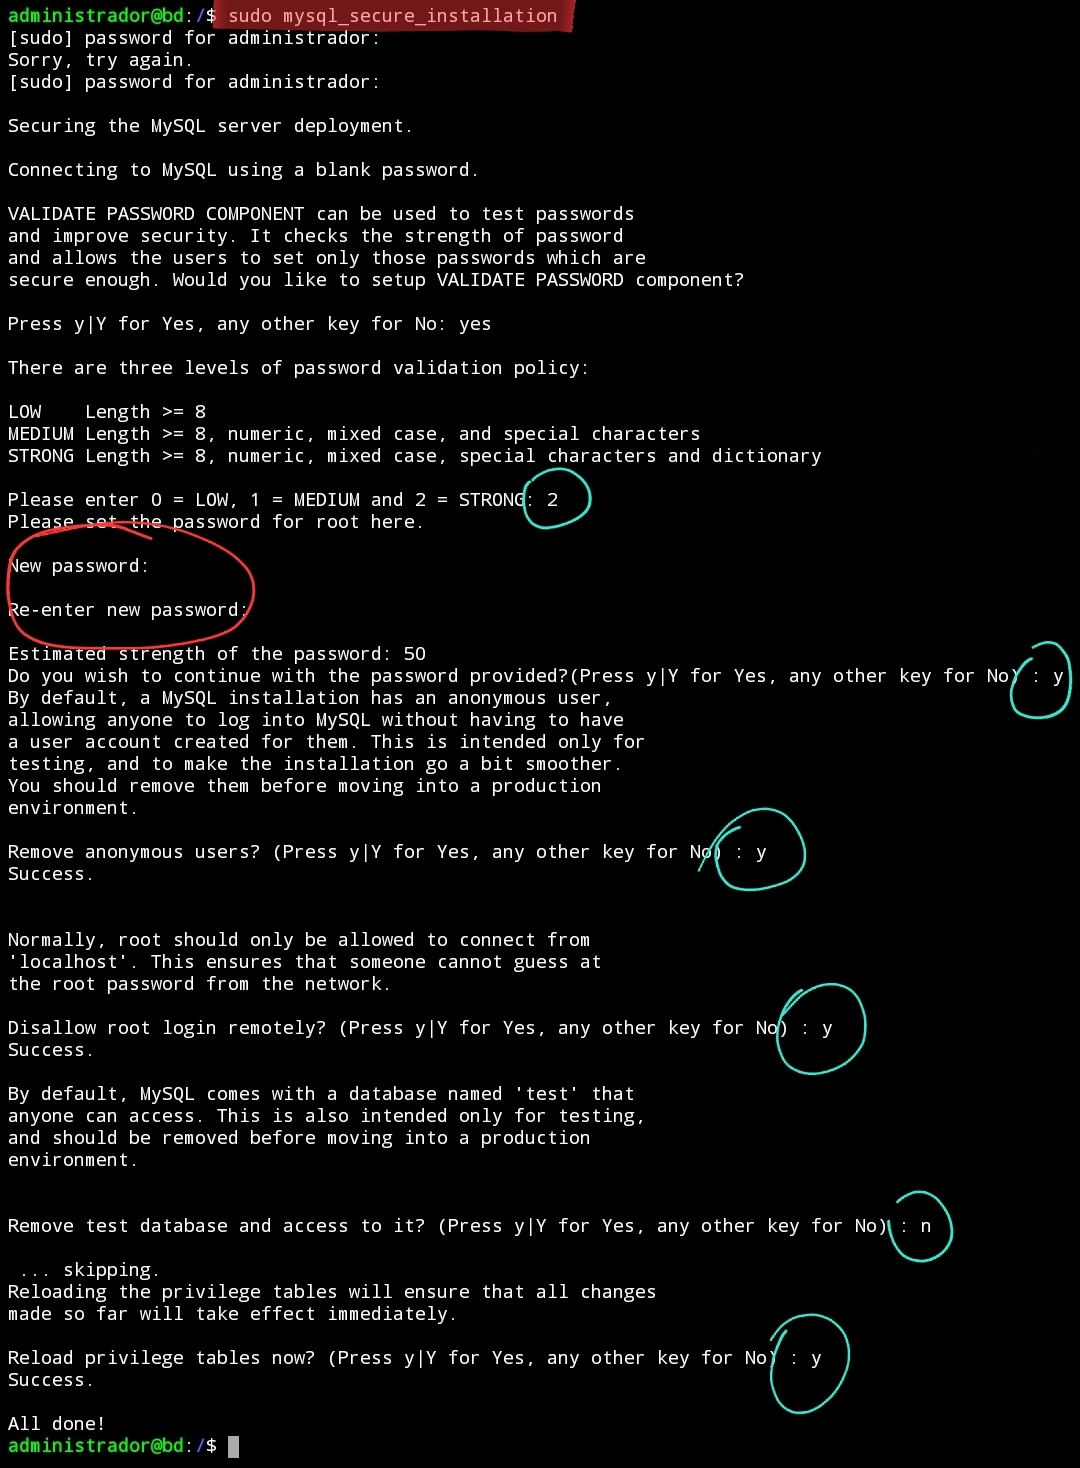 administrador@bd:/$ sudo mysql_secure_installation
[sudo] password for administrador:
Sorry, try again.
[sudo] password for administrador:
Securing the MySQL server deployment.
Connecting to MySQL using a blank password.
VALIDATE PASSWORD COMPONENT can be used to test passwords
and improve security. It checks the strength of password
and allows the users to set only those passwords which are
secure enough. Would you like to setup VALIDATE PASSWORD component?
Press y|Y for Yes, any other key for No: yes
There are three levels of password validation policy:
LOW    Length >= 8
MEDIUM Length >= 8, numeric, mixed case, and special characters
STRONG Length >= 8, numeric, mixed case, special characters and dictionary
Please enter 0 = LOW, 1 = MEDIUM and 2 = STRONG: 2
Please set the password for root here.
New password:
Re-enter new password:
Estimated strength of the password: 50
Do you wish to continue with the password provided?(Press y|Y for Yes, any other key for No) : y
By default, a MySQL installation has an anonymous user,
allowing anyone to log into MySQL without having to have
a user account created for them. This is intended only for
testing, and to make the installation go a bit smoother.
You should remove them before moving into a production
environment.
Remove anonymous users? (Press y|Y for Yes, any other key for No) : y
Success.
Normally, root should only be allowed to connect from
'localhost'. This ensures that someone cannot guess at
the root password from the network.
Disallow root login remotely? (Press y|Y for Yes, any other key for No) : y
Success.
By default, MySQL comes with a database named 'test' that
anyone can access. This is also intended only for testing,
and should be removed before moving into a production
environment.
Remove test database and access to it? (Press y|Y for Yes, any other key for No) : n
 ... skipping.
Reloading the privilege tables will ensure that all changes
made so far will take effect immediately.
Reload privilege tables now? (Press y|Y for Yes, any other key for No) : y
Success.
All done!
administrador@bd:/$